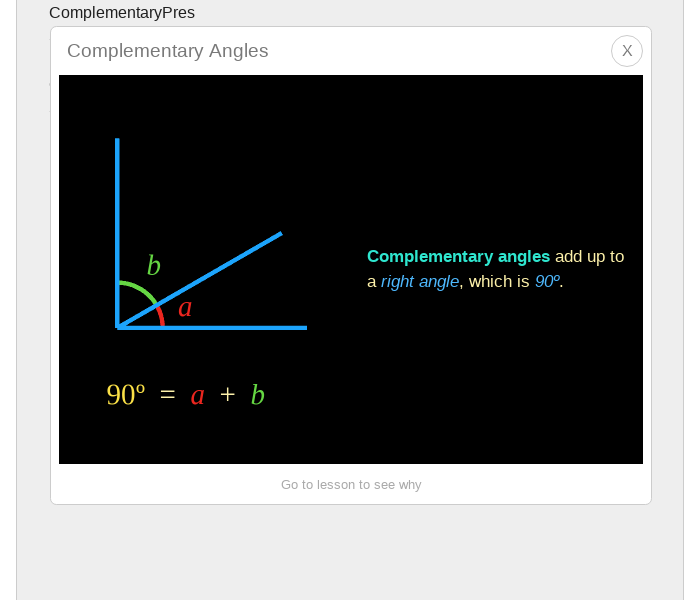 ComplementaryPres
Complementary Angles
X
b
a
Complementary angles add up to
a right angle, which is 90º.
90º = a + b
Go to lesson to see why